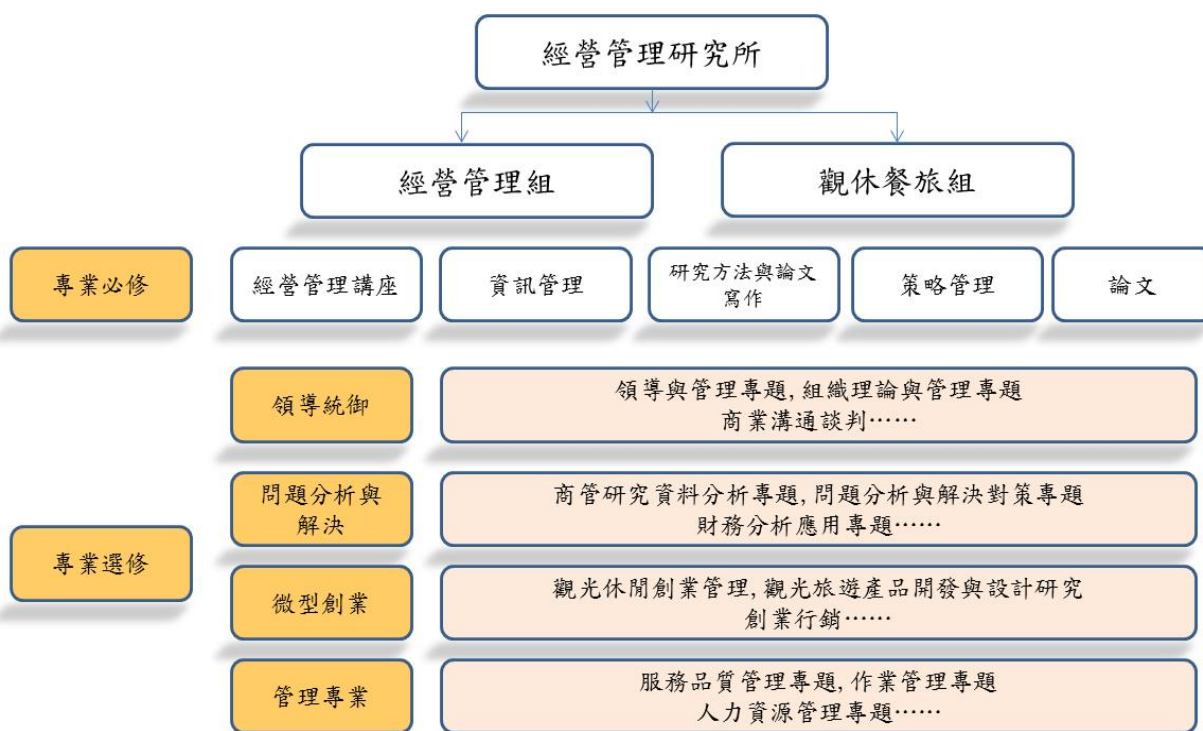 經營管理研究所
經營管理組
觀休餐旅組
專業必修
經營管理講座
資訊管理
研究方法與論文
寫作
策略管理
論文
專業選修
領導統御
領導與管理專題, 組織理論與管理專題
商業溝通談判⋯⋯
問題分析與
解決
商管研究資料分析專題, 問題分析與解決對策專題
財務分析應用專題⋯⋯
微型創業
觀光休閒創業管理, 觀光旅遊產品開發與設計研究
創業行銷⋯⋯
管理專業
服務品質管理專題, 作業管理專題
人力資源管理專題⋯⋯